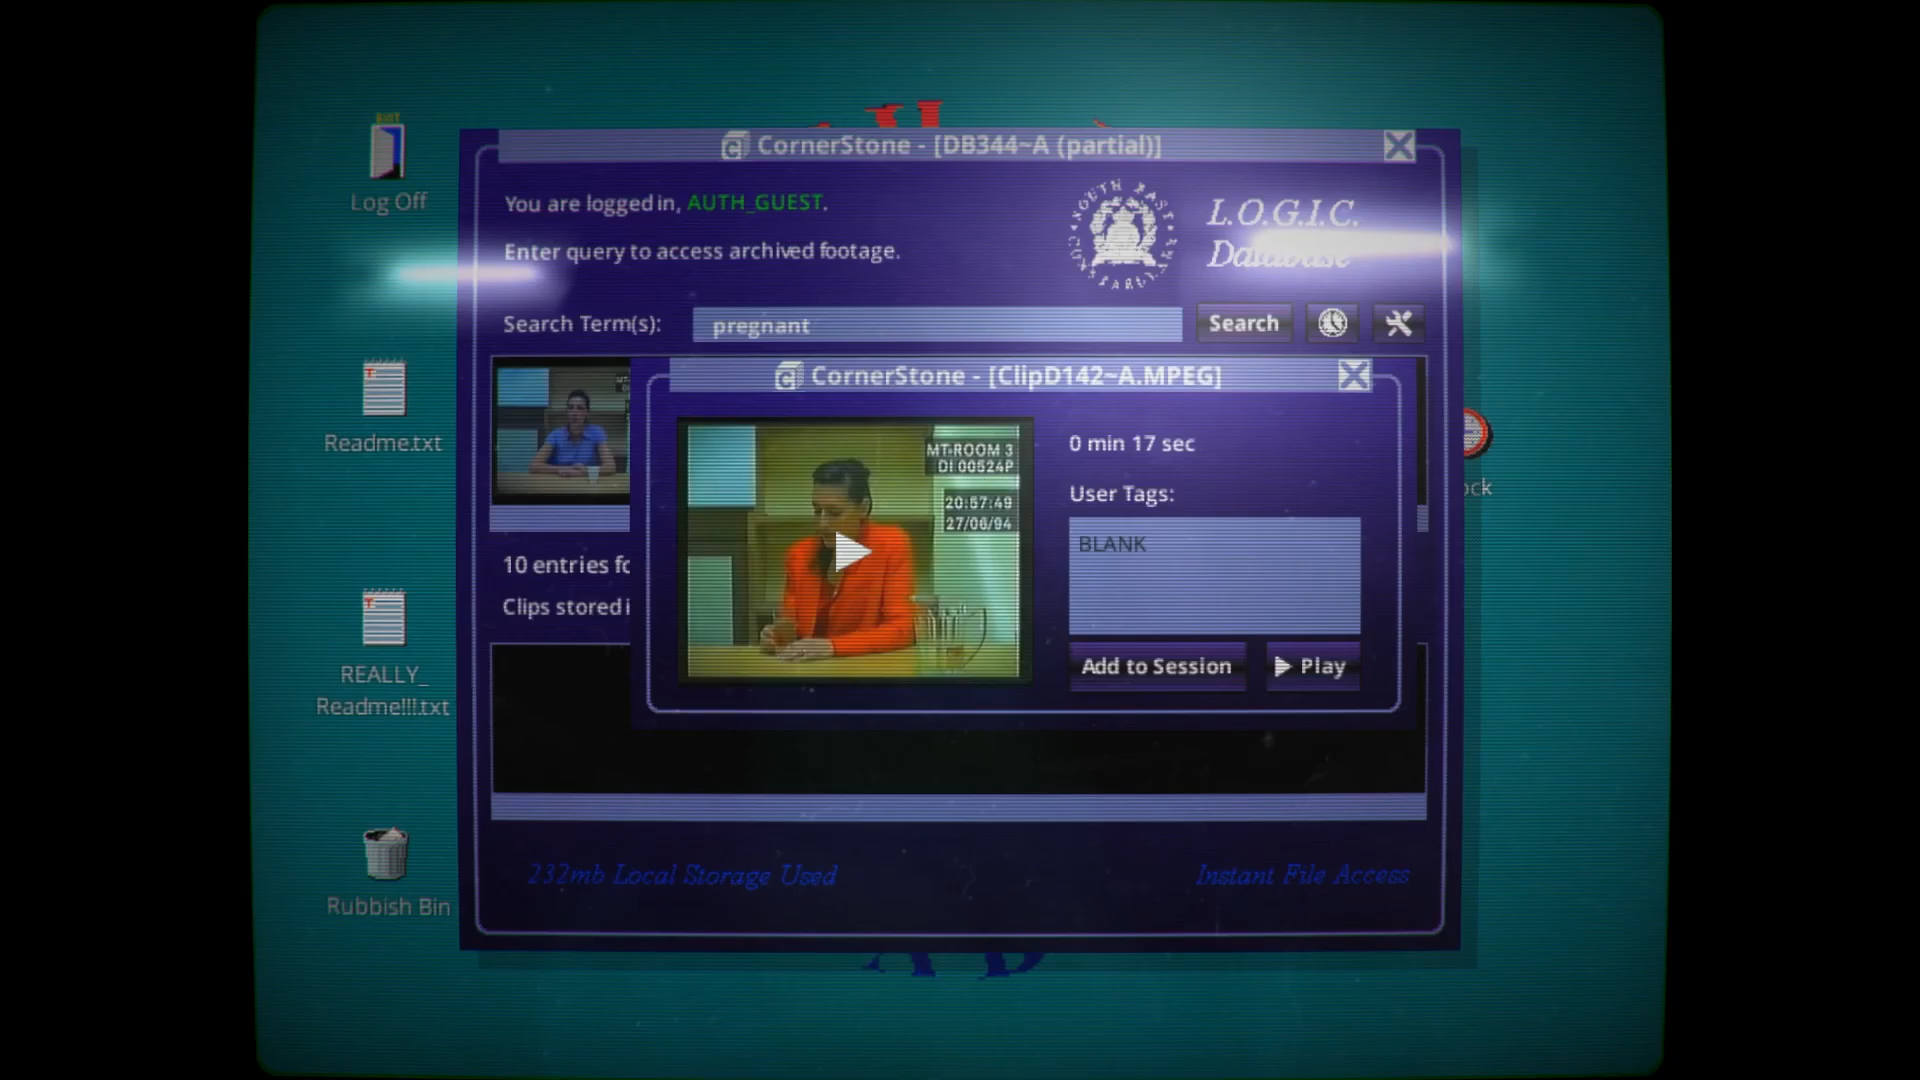 CornerStone - [DB344~A (partial)]
You are logged in, AUTH_GUEST.
Enter query to access archived footage.
L.O.G.I.C.
Database
Search Term(s):
pregnant
Search
CornerStone - [ClipD142~A.MPEG]
MT-ROOM 3
DI 00524P
20:57:49
27/06/94
0 min 17 sec
User Tags:
BLANK
Add to Session
Play
10 entries
Clips stored
232mb Local Storage Used
Instant File Access
Log Off
Readme.txt
REALLY_
Readme!!!.txt
Rubbish Bin